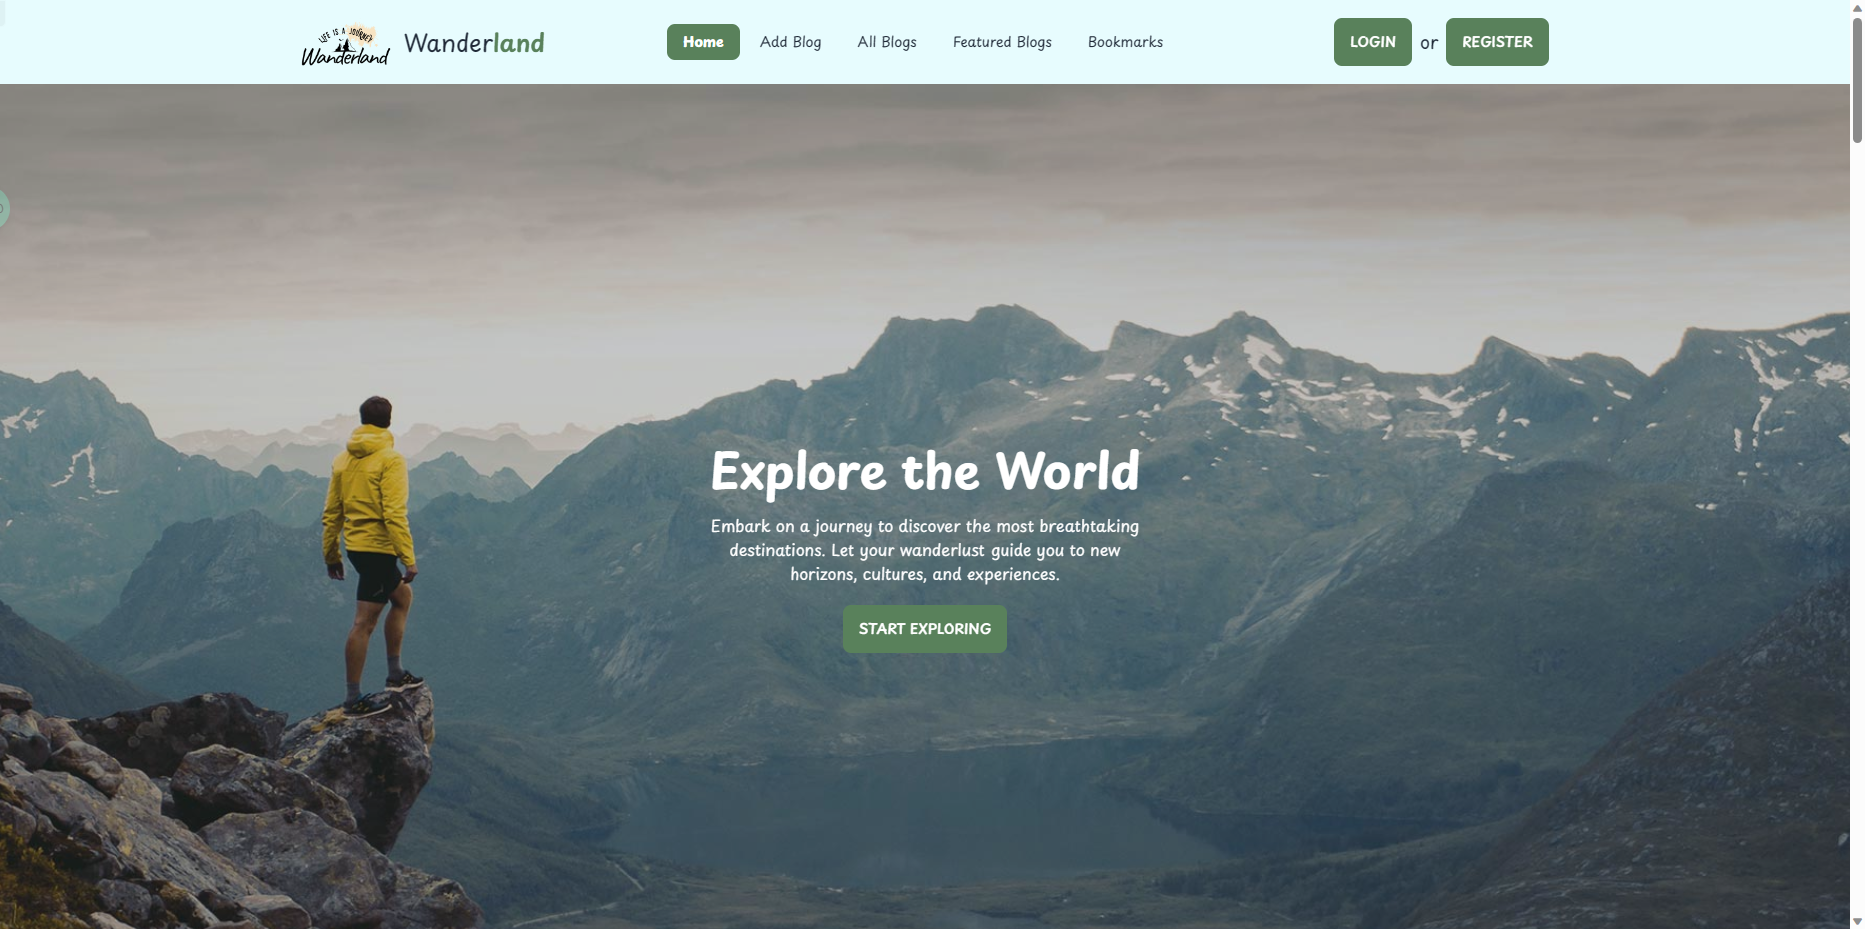 LIFE IS A JOURNEY
Wanderland
Wanderland
Home
Add Blog
All Blogs
Featured Blogs
Bookmarks
LOGIN
or
REGISTER
Explore the World
Embark on a journey to discover the most breathtaking
destinations. Let your wanderlust guide you to new
horizons, cultures, and experiences.
START EXPLORING